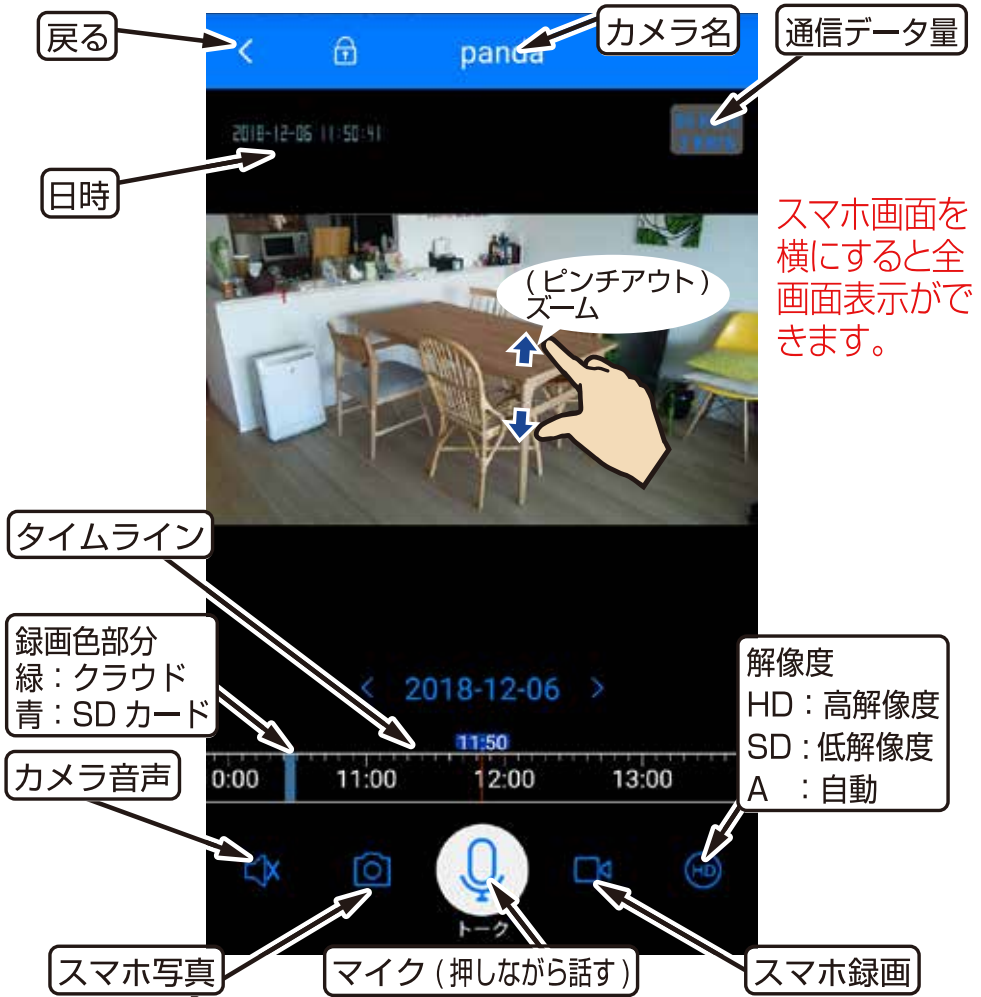 戻る
カメラ名
通信データ量
panda
2018-12-06 11:50:41
日時
スマホ画面を
横にすると全
画面表示がで
きます。
(ピンチアウト)
ズーム
タイムライン
録画色部分
緑：クラウド
青：SDカード
解像度
HD：高解像度
SD：低解像度
A ：自動
< 2018-12-06 >
11:50
0:00 11:00 12:00 13:00
カメラ音声
HD
トーク
スマホ写真
マイク(押しながら話す)
スマホ録画